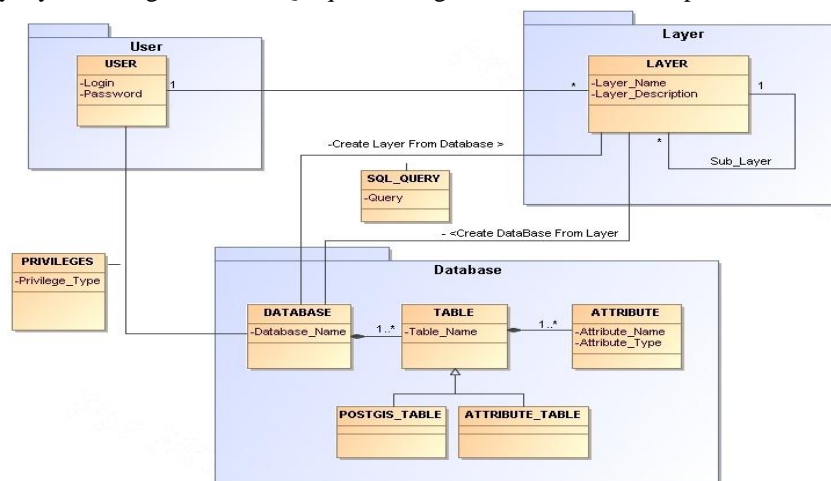 User
USER
-Login
-Password
1
*
Layer
LAYER
-Layer_Name
-Layer_Description
1
*
Sub_Layer
-Create Layer From Database >
SQL_QUERY
-Query
- <Create DataBase From Layer
PRIVILEGES
-Privilege_Type
Database
DATABASE
-Database_Name
1..*
TABLE
-Table_Name
1..*
ATTRIBUTE
-Attribute_Name
-Attribute_Type
POSTGIS_TABLE
ATTRIBUTE_TABLE